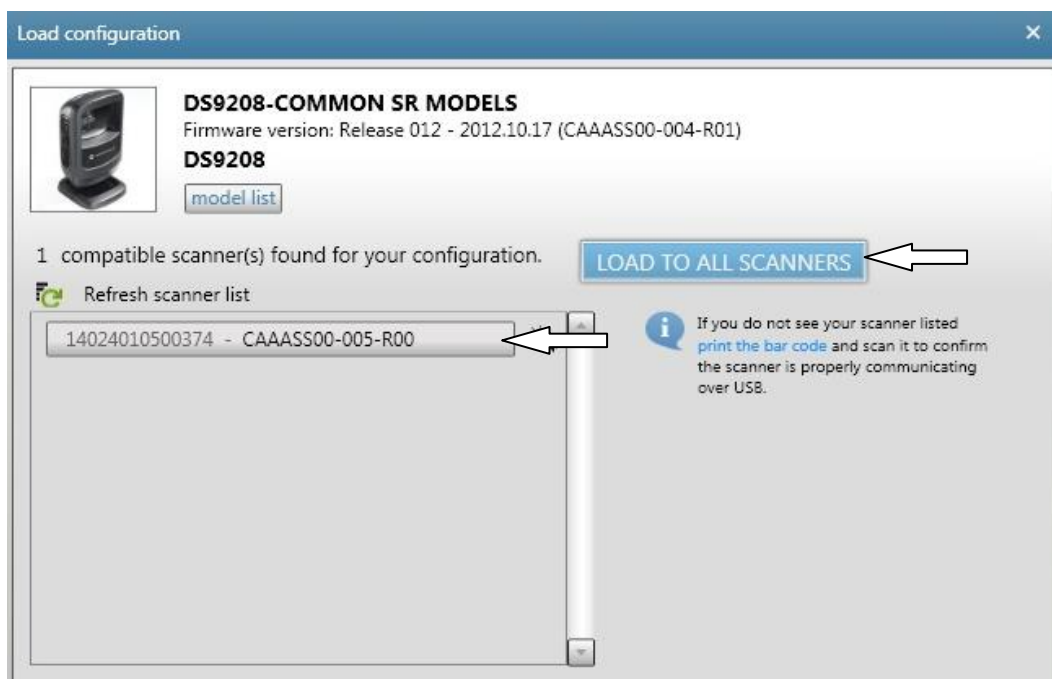 Load configuration
DS9208-COMMON SR MODELS
Firmware version: Release 012 - 2012.10.17 (CAAASS00-004-R01)
DS9208
model list
1 compatible scanner(s) found for your configuration.
LOAD TO ALL SCANNERS
Refresh scanner list
14024010500374 - CAAASS00-005-R00
If you do not see your scanner listed
print the bar code and scan it to confirm
the scanner is properly communicating
over USB.